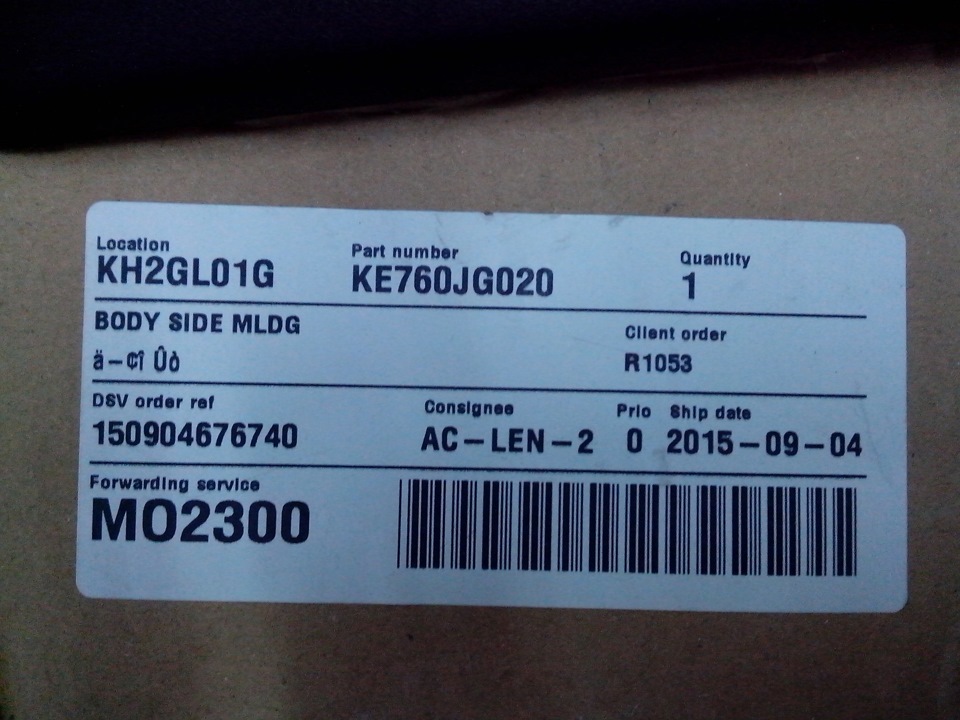 Location Part number Quantity
KH2GL01G KE760JG020 1
BODY SIDE MLDG Client order
ä-¢î Ûò R1053
DSV order ref Consignee Prio Ship date
150904676740 AC-LEN-2 0 2015-09-04
Forwarding service
MO2300